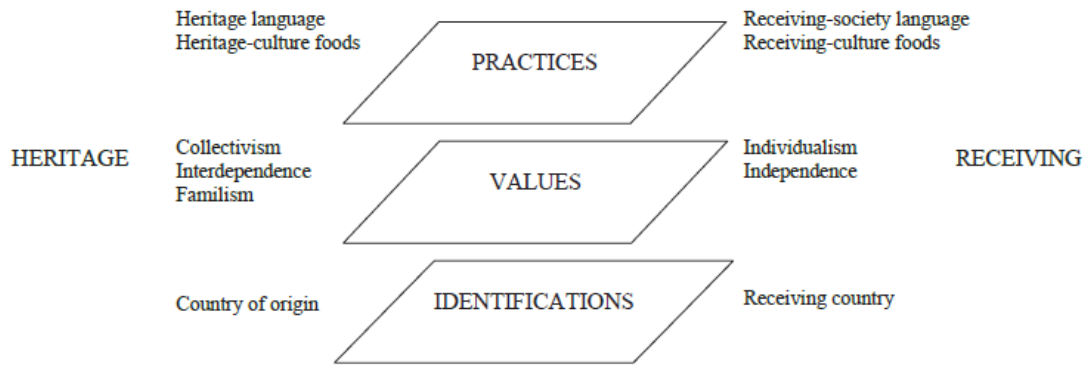 Heritage language
Heritage-culture foods
PRACTICES
Receiving-society language
Receiving-culture foods
HERITAGE
Collectivism
Interdependence
Familism
VALUES
Individualism
Independence
RECEIVING
Country of origin
IDENTIFICATIONS
Receiving country